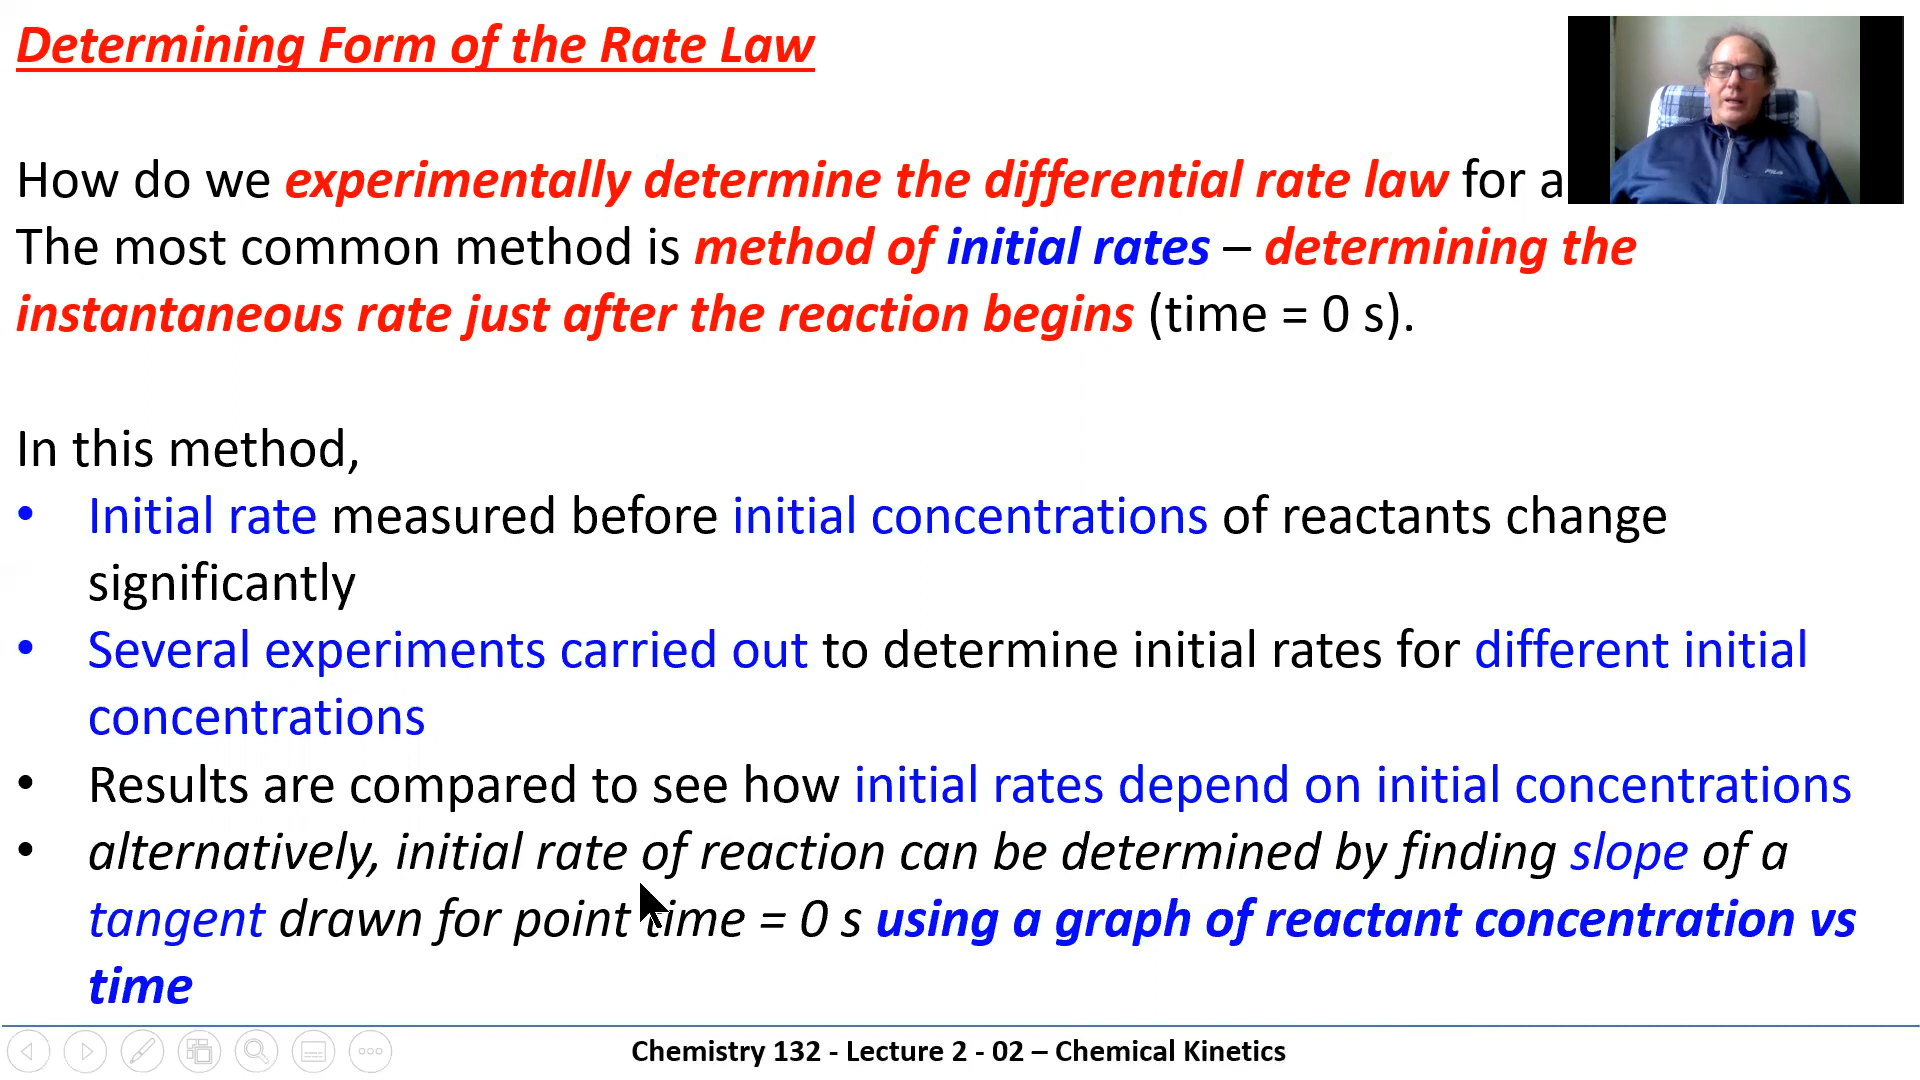 Determining Form of the Rate Law
How do we experimentally determine the differential rate law for a
The most common method is method of initial rates – determining the
instantaneous rate just after the reaction begins (time = 0 s).
In this method,
• Initial rate measured before initial concentrations of reactants change
significantly
• Several experiments carried out to determine initial rates for different initial
concentrations
• Results are compared to see how initial rates depend on initial concentrations
• alternatively, initial rate of reaction can be determined by finding slope of a
tangent drawn for point time = 0 s using a graph of reactant concentration vs
time
Chemistry 132 - Lecture 2 - 02 – Chemical Kinetics
FILA